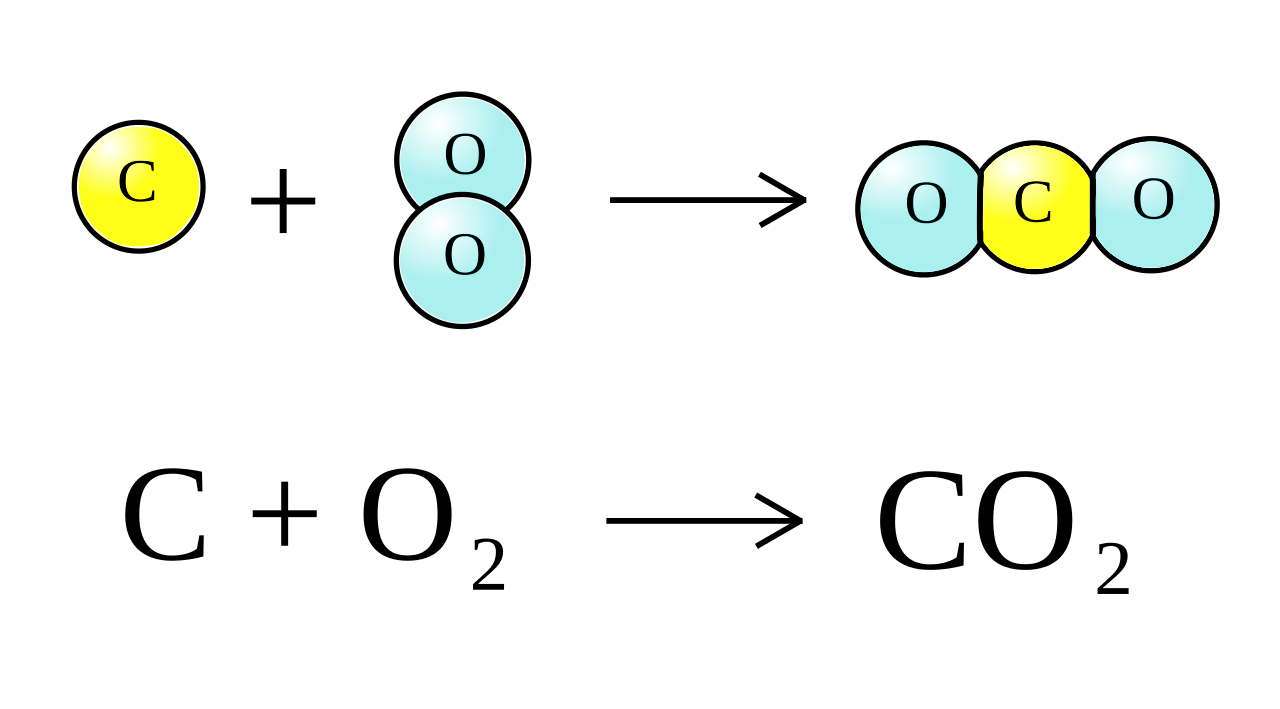 C + O O → O C O
C + O₂ → CO₂